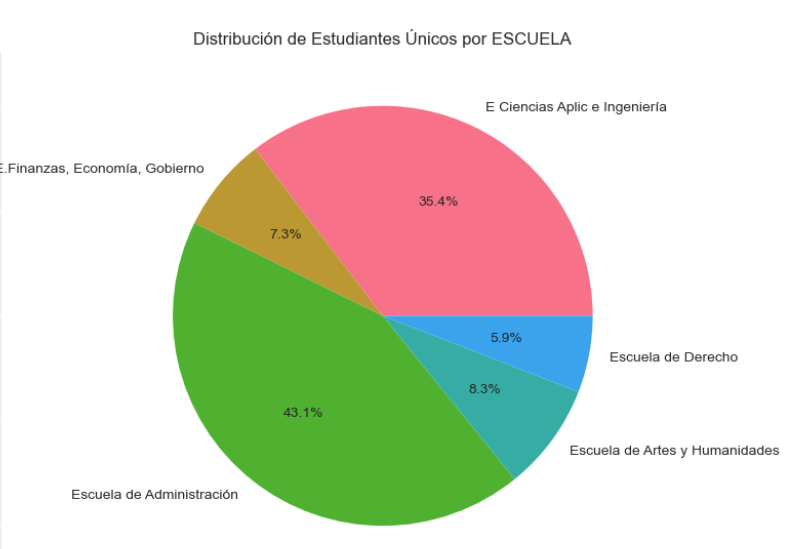 Distribución de Estudiantes Únicos por ESCUELA
E Ciencias Aplic e Ingeniería
E.Finanzas, Economía, Gobierno
35.4%
7.3%
5.9%
Escuela de Derecho
8.3%
43.1%
Escuela de Artes y Humanidades
Escuela de Administración